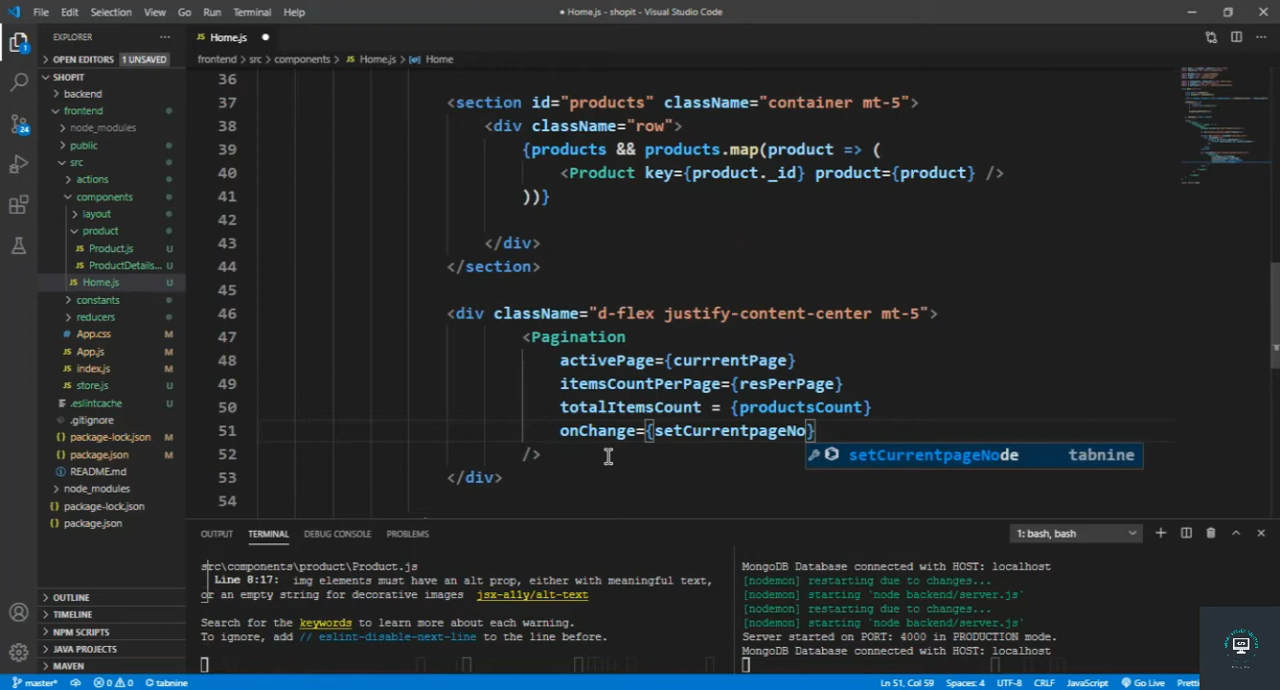 File Edit Selection View Go Run Terminal Help
● Home.js - shopit - Visual Studio Code
EXPLORER
OPEN EDITORS 1 UNSAVED
SHOPIT
backend
frontend
node_modules
public
src
actions
components
layout
product
JS Product.js U
JS ProductDetails... U
JS Home.js U
constants
reducers
# App.css M
JS App.js M
JS index.js M
JS store.js M
.eslintcache
.gitignore
{} package-lock.json M
{} package.json M
README.md
node_modules
{} package-lock.json
{} package.json
OUTLINE
TIMELINE
NPM SCRIPTS
JAVA PROJECTS
MAVEN
1
24
JS Home.js ●
frontend > src > components > JS Home.js > Home
36
37 <section id="products" className="container mt-5">
38 <div className="row">
39 {products && products.map(product => (
40 <Product key={product._id} product={product} />
41 ))}
42
43 </div>
44 </section>
45
46 <div className="d-flex justify-content-center mt-5">
47 <Pagination
48 activePage={currrentPage}
49 itemsCountPerPage={resPerPage}
50 totalItemsCount = {productsCount}
51 onChange={setCurrentpageNo}
setCurrentpageNode tabnine
52 />
53 </div>
54
OUTPUT TERMINAL DEBUG CONSOLE PROBLEMS
1: bash, bash
src\components\product\Product.js
Line 8:17: img elements must have an alt prop, either with meaningful text,
or an empty string for decorative images jsx-a11y/alt-text
Search for the keywords to learn more about each warning.
To ignore, add // eslint-disable-next-line to the line before.
MongoDB Database connected with HOST: localhost
[nodemon] restarting due to changes...
[nodemon] starting `node backend/server.js`
[nodemon] restarting due to changes...
[nodemon] starting `node backend/server.js`
Server started on PORT: 4000 in PRODUCTION mode.
MongoDB Database connected with HOST: localhost
master* 0 0 tabnine
Ln 51, Col 59 Spaces: 4 UTF-8 CRLF JavaScript Go Live